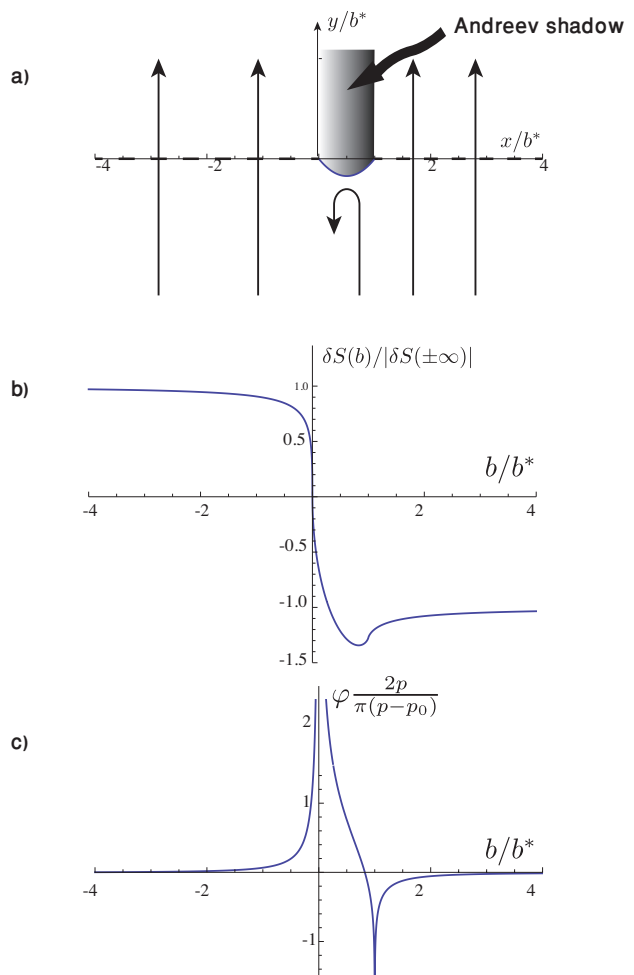 a)
y/b*
Andreev shadow
x/b*
-4
-2
2
4
b)
δS(b)/|δS(±∞)|
1.0
0.5
b/b*
-4
-2
2
4
-0.5
-1.0
-1.5
c)
φ 2p/π(p−p₀)
2
1
b/b*
-4
-2
2
4
-1